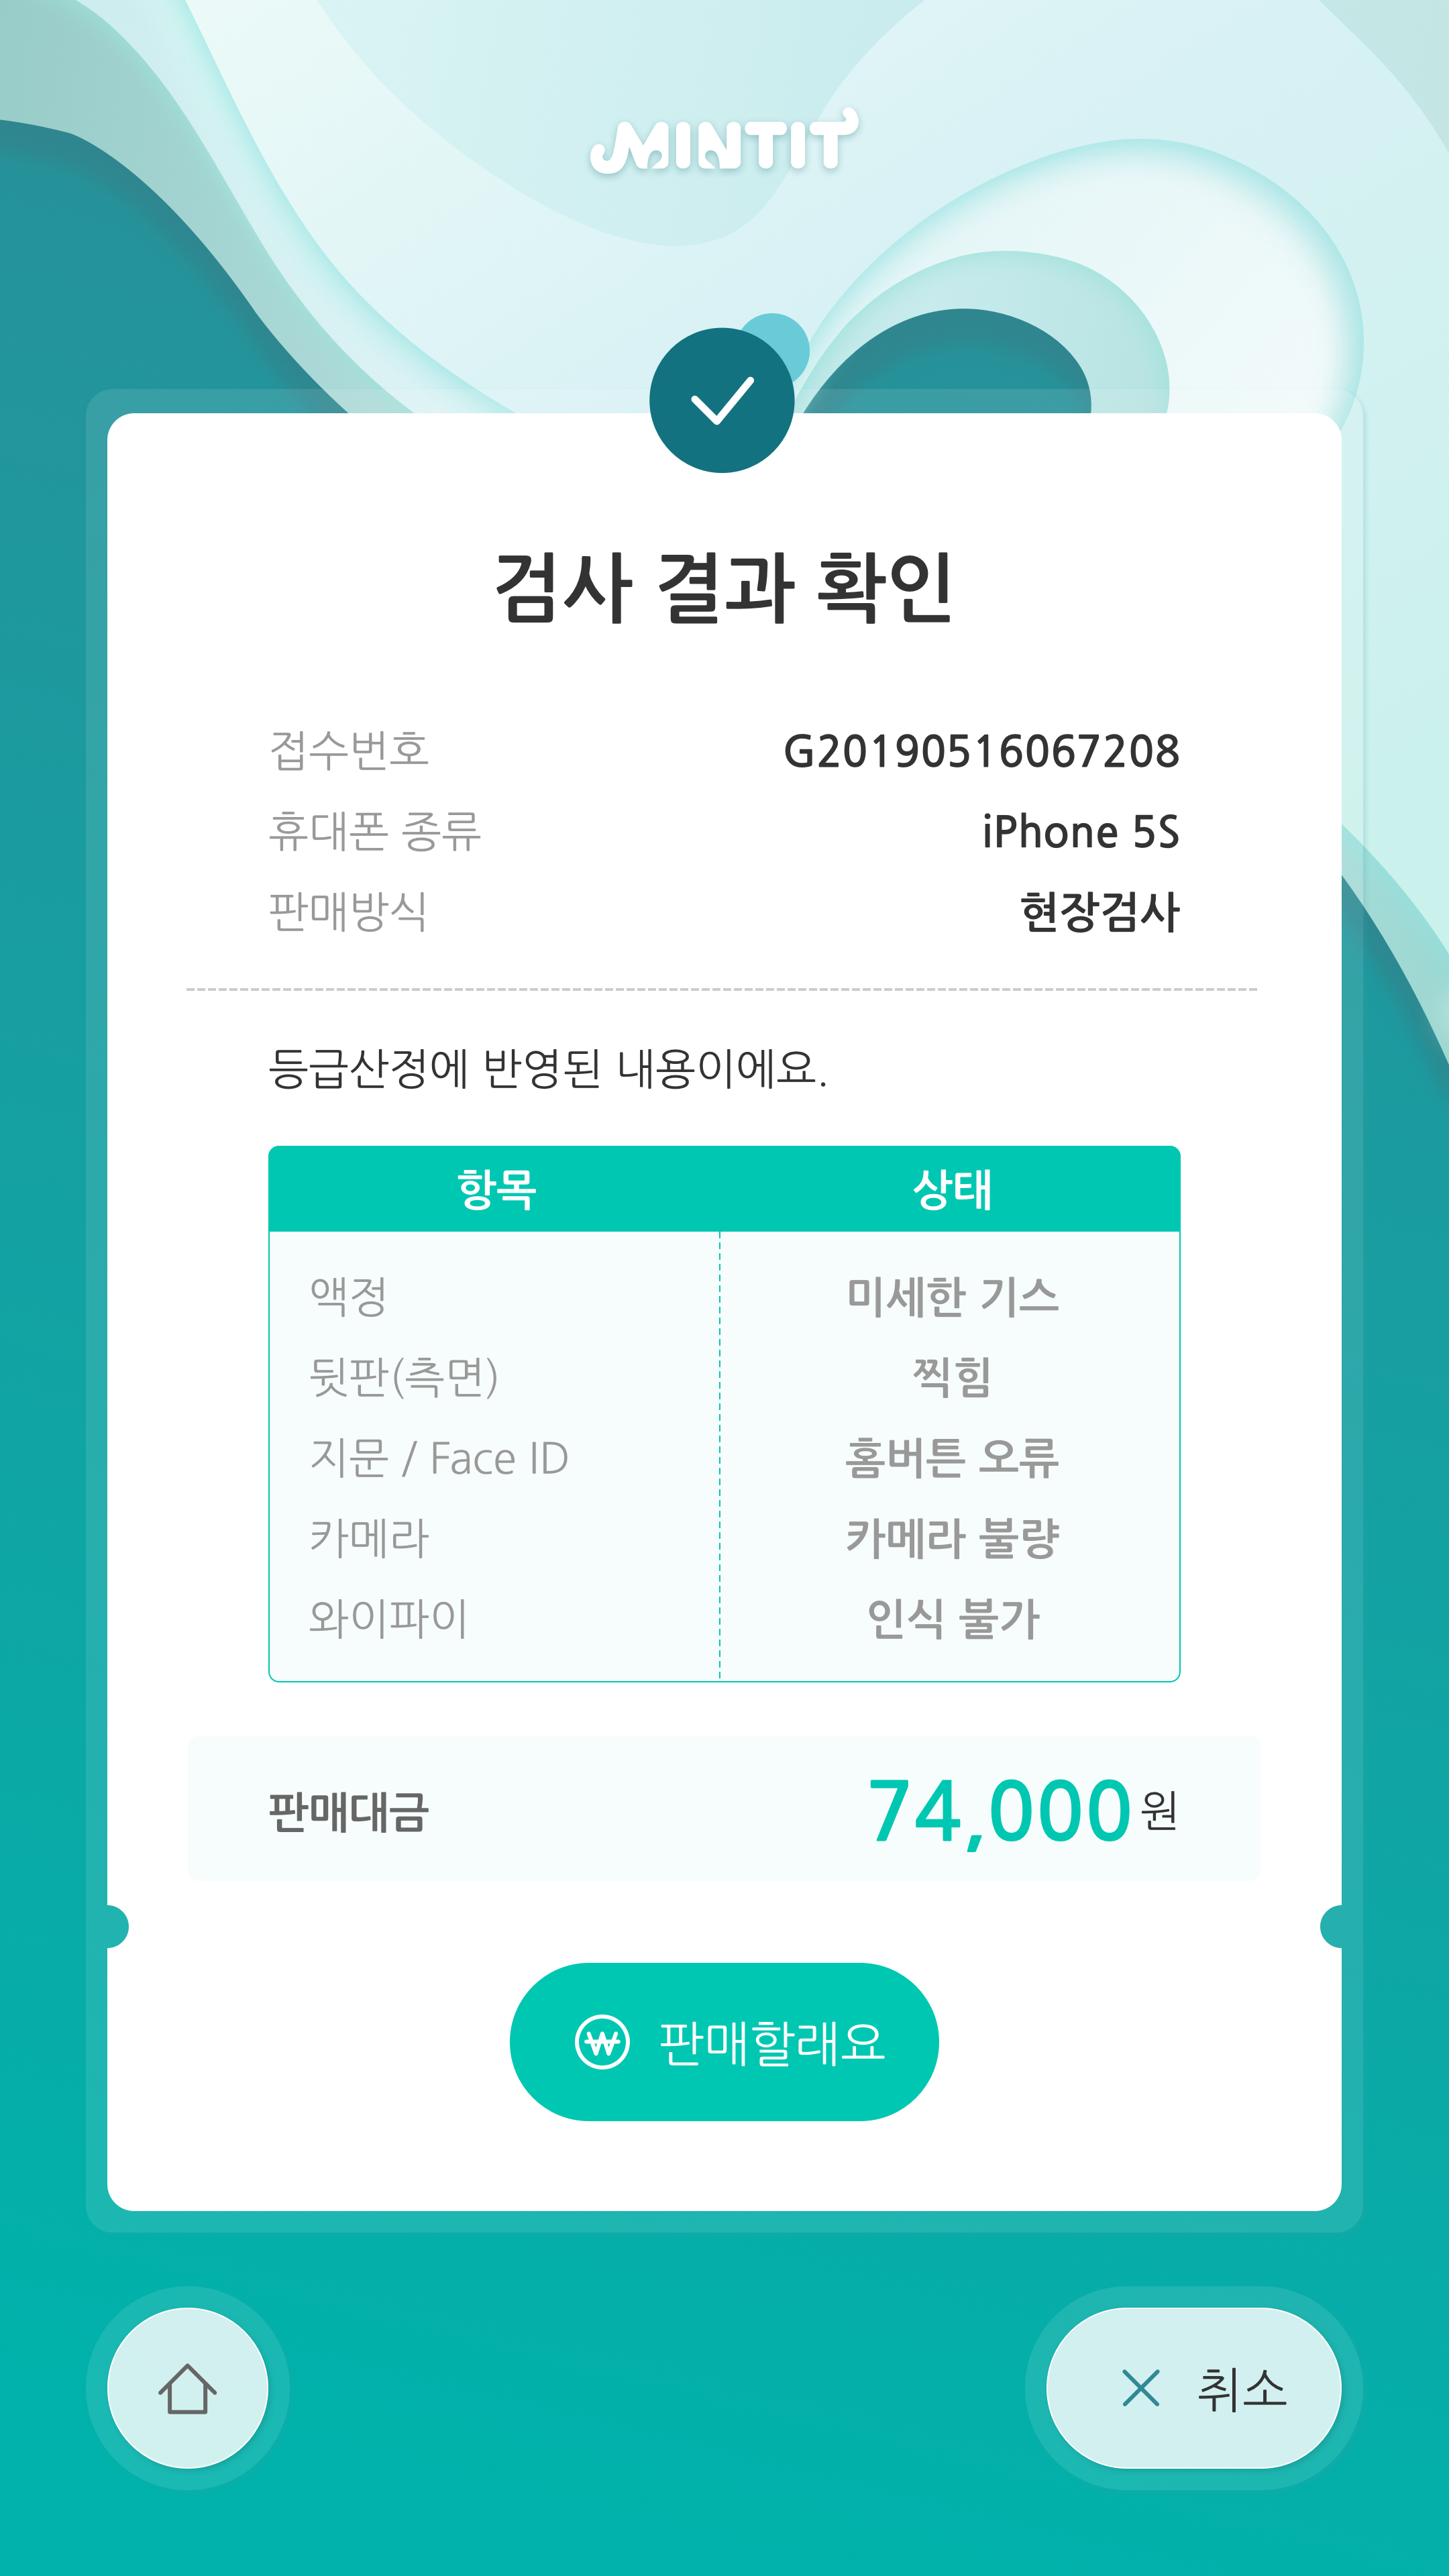 MINTIT
검사 결과 확인
접수번호 G20190516067208
휴대폰 종류 iPhone 5S
판매방식 현장검사
등급산정에 반영된 내용이에요.
항목 상태
액정 미세한 기스
뒷판(측면) 찍힘
지문 / Face ID 홈버튼 오류
카메라 카메라 불량
와이파이 인식 불가
판매대금 74,000 원
판매할래요
취소